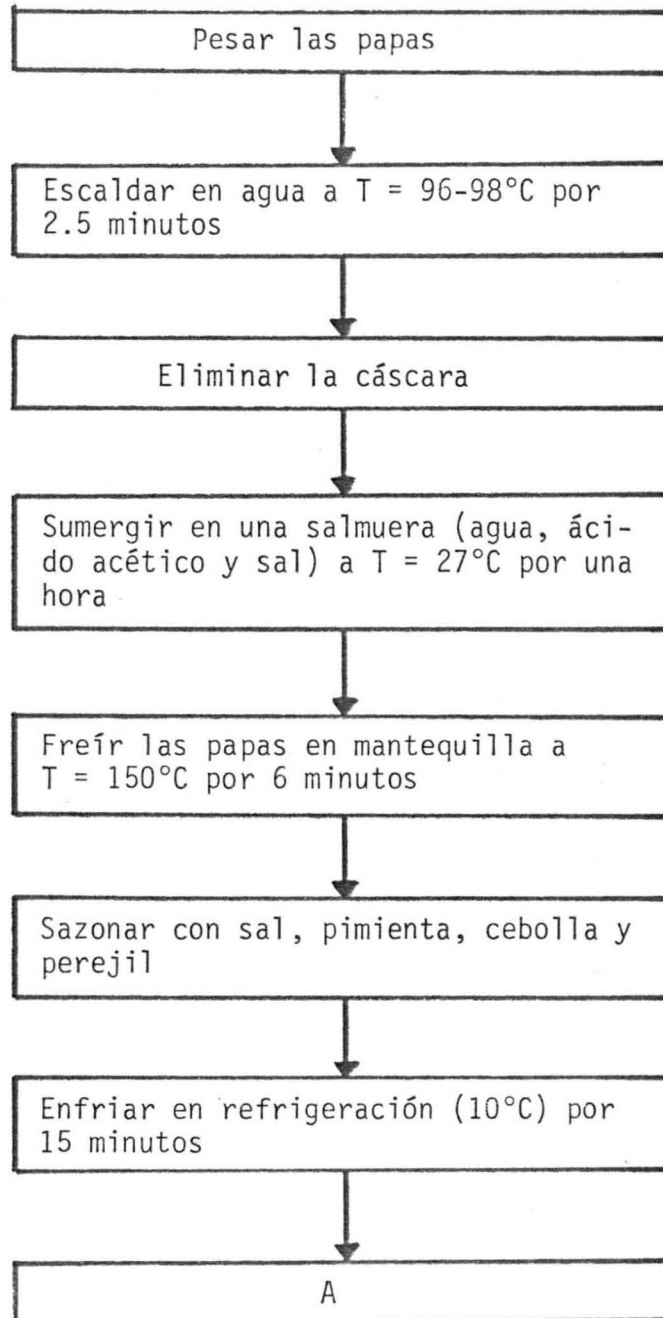 Pesar las papas
Escaldar en agua a T = 96-98°C por
2.5 minutos
Eliminar la cáscara
Sumergir en una salmuera (agua, áci-
do acético y sal) a T = 27°C por una
hora
Freír las papas en mantequilla a
T = 150°C por 6 minutos
Sazonar con sal, pimienta, cebolla y
perejil
Enfriar en refrigeración (10°C) por
15 minutos
A